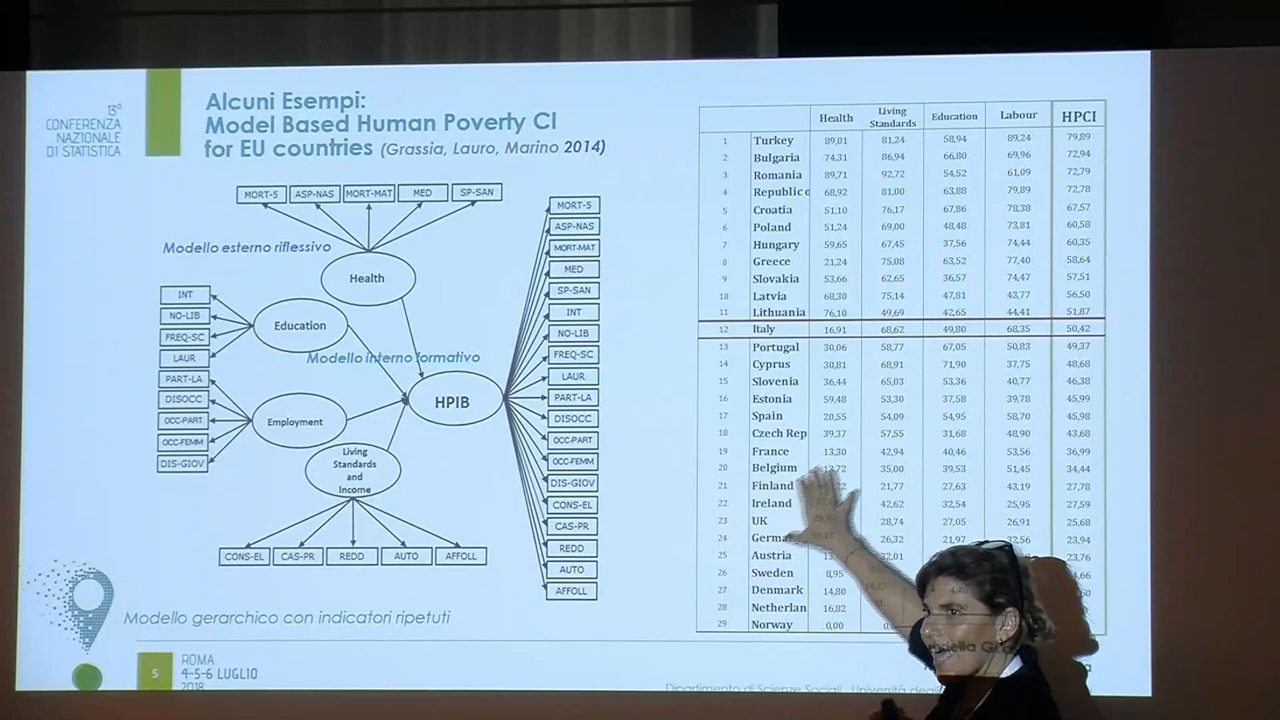 13ª
CONFERENZA
NAZIONALE
DI STATISTICA
Alcuni Esempi:
Model Based Human Poverty CI
for EU countries (Grassia, Lauro, Marino 2014)
MORT-5 ASP-NAS MORT-MAT MED SP-SAN
Modello esterno riflessivo
Health
INT
NO-LIB
FREQ-SC
LAUR
Education
Modello interno formativo
PART-LA
DISOCC
OCC-PART
OCC-FEMM
DIS-GIOV
Employment
HPIB
Living
Standards
and
Income
CONS-EL CAS-PR REDD AUTO AFFOLL
MORT-5
ASP-NAS
MORT-MAT
MED
SP-SAN
INT
NO-LIB
FREQ-SC
LAUR
PART-LA
DISOCC
OCC-PART
OCC-FEMM
DIS-GIOV
CONS-EL
CAS-PR
REDD
AUTO
AFFOLL
Modello gerarchico con indicatori ripetuti
Health Living Standards Education Labour HPCI
1 Turkey 89,01 81,24 58,94 89,24 79,89
2 Bulgaria 74,31 86,94 66,80 69,96 72,94
3 Romania 89,71 92,72 54,52 61,09 72,79
4 Republic o 68,92 81,00 63,88 79,89 72,78
5 Croatia 51,10 76,17 67,86 78,38 67,57
6 Poland 51,24 69,00 48,48 73,81 60,58
7 Hungary 59,65 67,45 37,56 74,44 60,35
8 Greece 21,24 75,08 63,52 77,40 58,64
9 Slovakia 53,66 62,65 36,57 74,47 57,51
10 Latvia 68,30 75,14 47,81 43,77 56,50
11 Lithuania 76,10 49,69 42,65 44,41 51,87
12 Italy 16,91 68,62 49,80 68,35 50,42
13 Portugal 30,06 58,77 67,05 50,83 49,37
14 Cyprus 30,81 68,91 71,90 37,75 48,68
15 Slovenia 36,44 65,03 53,36 40,77 46,38
16 Estonia 59,48 53,30 37,58 39,78 45,99
17 Spain 20,55 54,09 54,95 58,70 45,98
18 Czech Rep 39,37 57,55 31,68 48,90 43,68
19 France 13,30 42,94 40,46 53,56 36,99
20 Belgium 35,00 39,53 51,45 34,44
21 Finland 21,77 27,63 43,19 27,78
22 Ireland 42,62 32,54 25,95 27,59
23 UK 28,74 27,05 26,91 25,68
24 Germa 26,32 21,97 32,56 23,94
25 Austria 32,01 23,76
26 Sweden 8,95
27 Denmark 14,80
28 Netherlan 16,82
29 Norway 0,00
5
ROMA
4-5-6 LUGLIO
2018
Dipartimento di Scienze Sociali Università degli